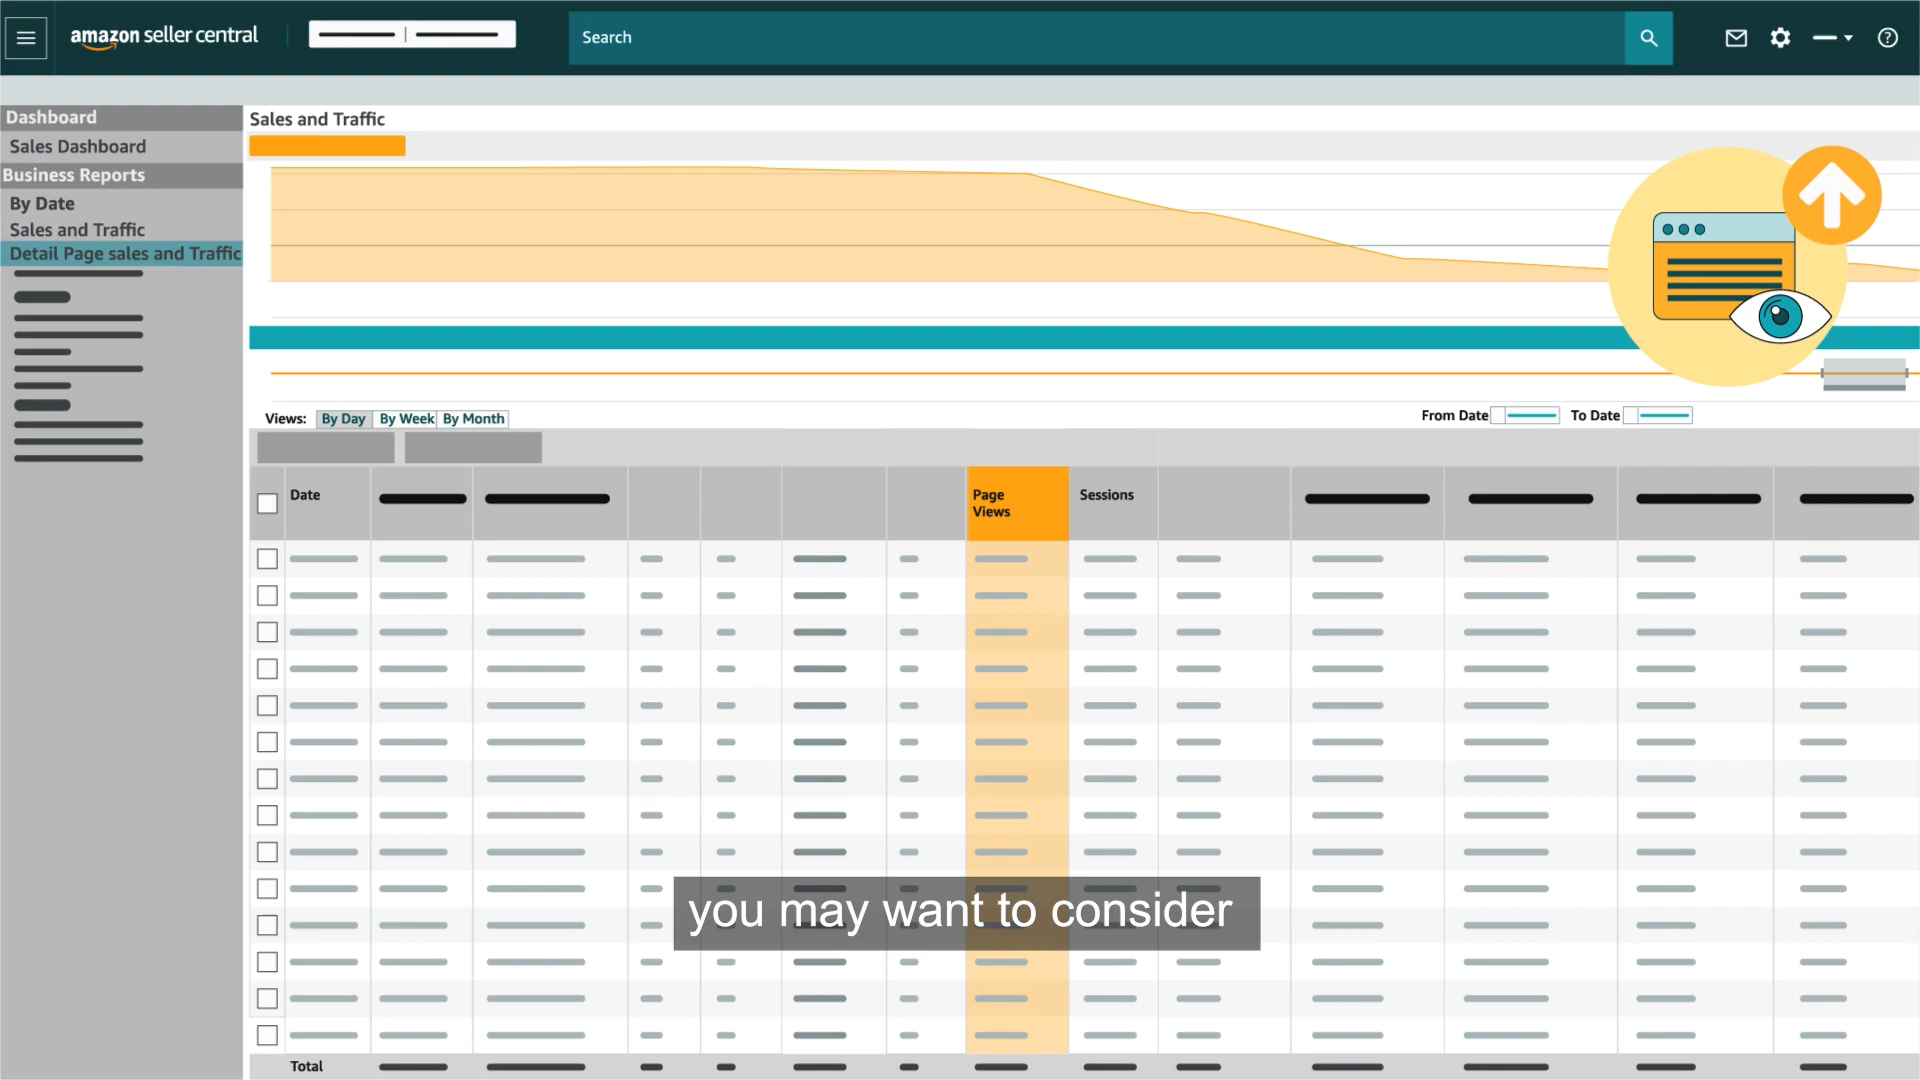 amazon seller central
Search
Dashboard
Sales Dashboard
Business Reports
By Date
Sales and Traffic
Detail Page sales and Traffic
Sales and Traffic
Views: By Day By Week By Month
From Date To Date
Date
Page
Views
Sessions
you may want to consider
Total